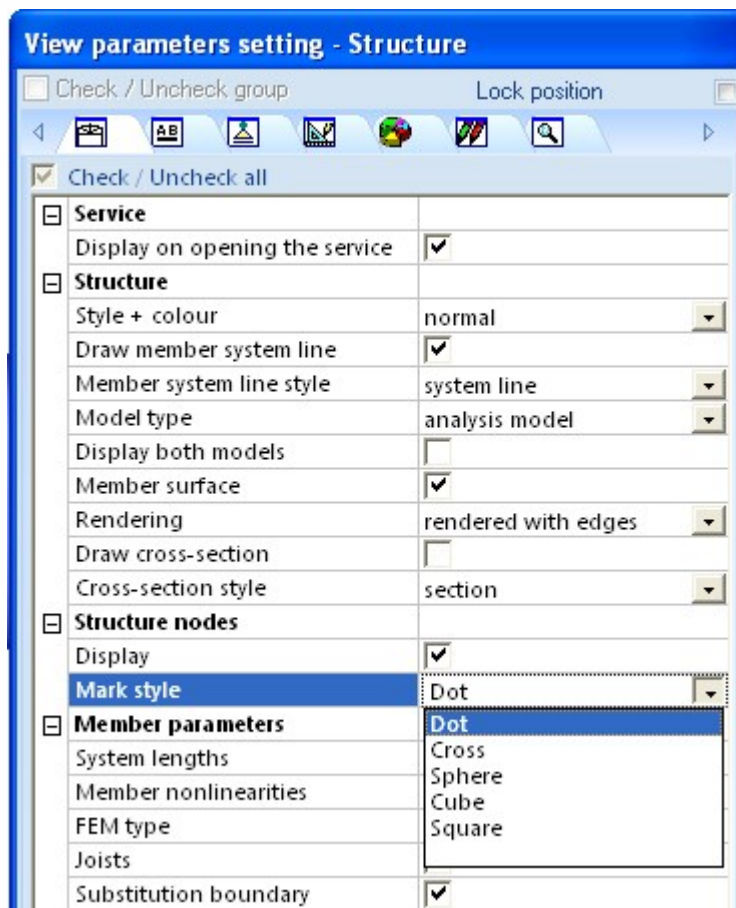 View parameters setting - Structure
Check / Uncheck group Lock position
AB
Check / Uncheck all
Service
Display on opening the service
Structure
Style + colour normal
Draw member system line
Member system line style system line
Model type analysis model
Display both models
Member surface
Rendering rendered with edges
Draw cross-section
Cross-section style section
Structure nodes
Display
Mark style Dot
Member parameters Dot
Cross
System lengths
Sphere
Member nonlinearities
Cube
FEM type Square
Joists
Substitution boundary